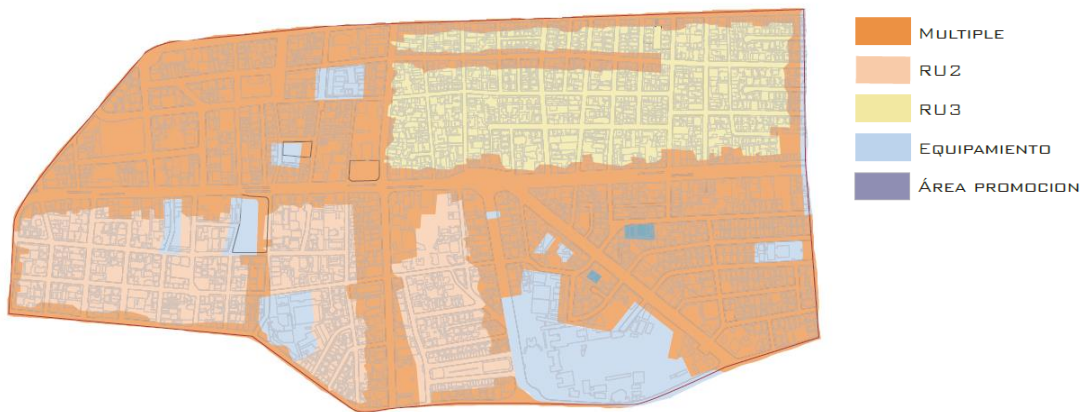 MULTIPLE
RU2
RU3
EQUIPAMIENTO
ÁREA PROMOCION